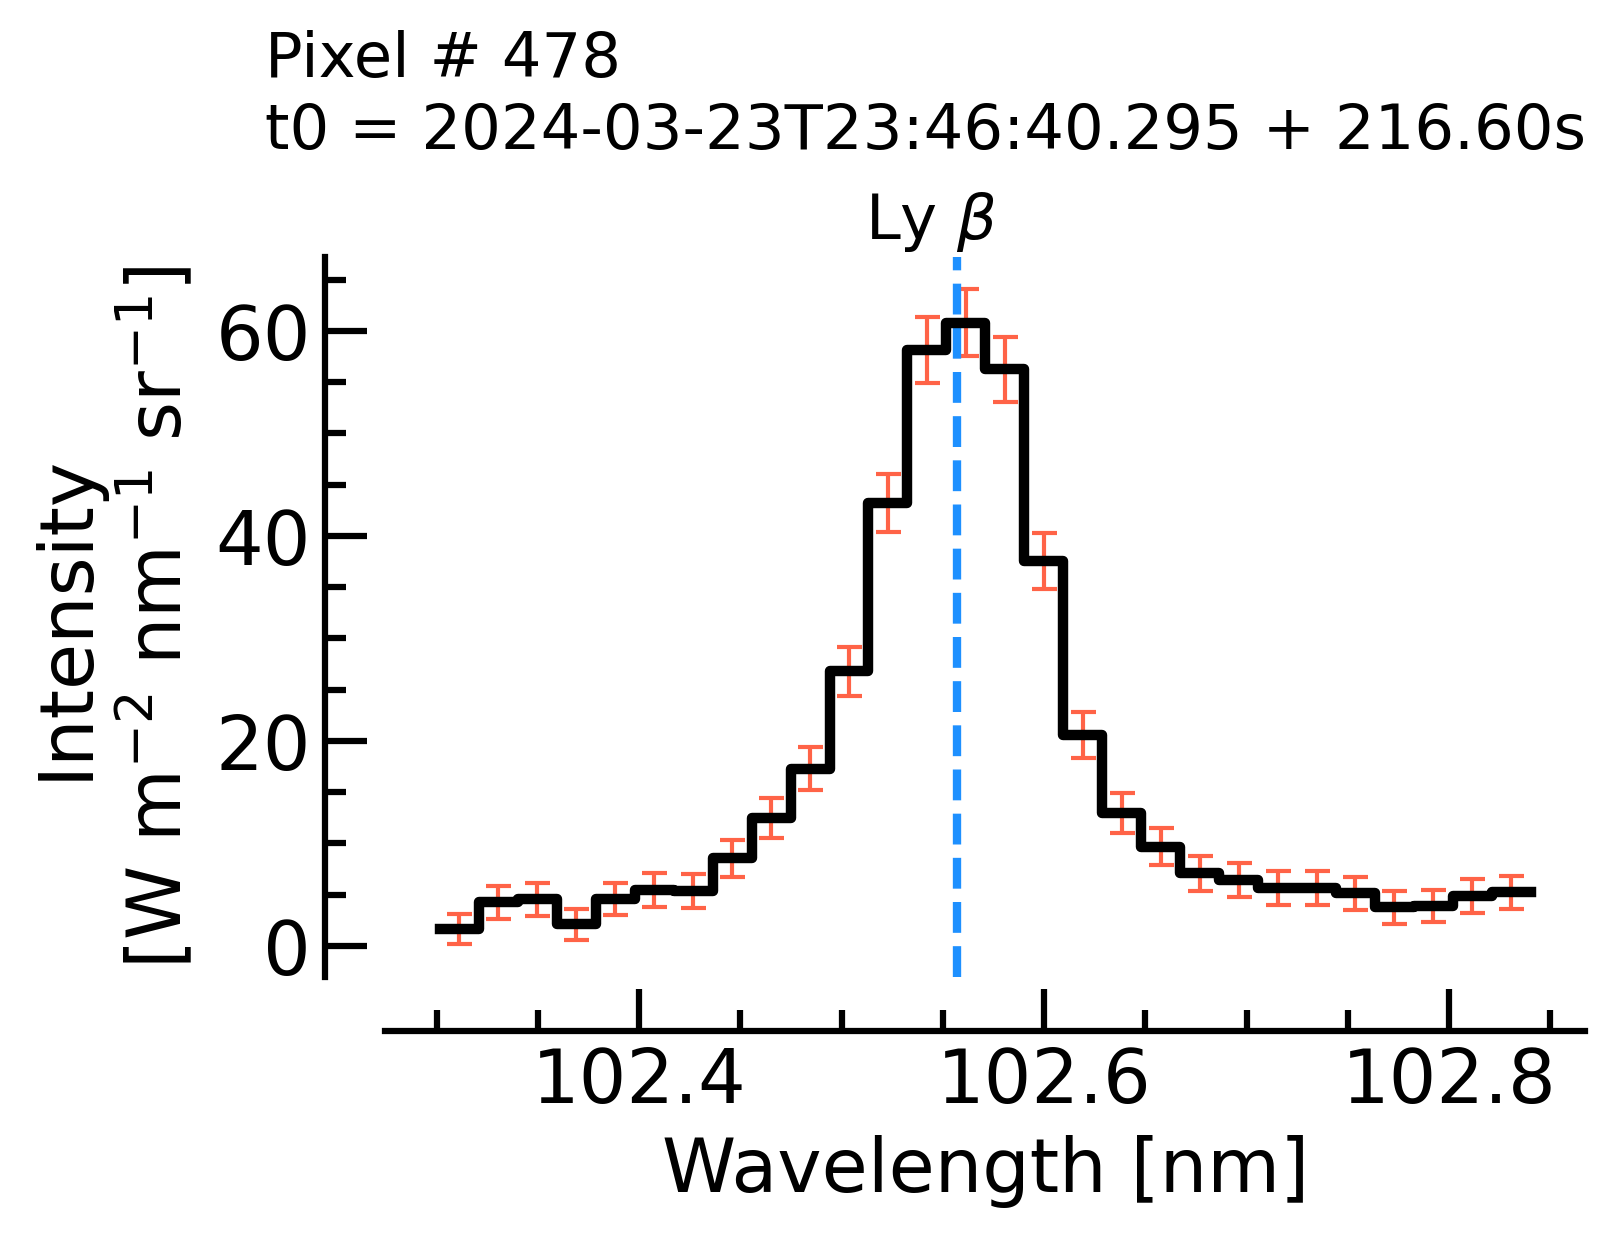 Pixel # 478
t0 = 2024-03-23T23:46:40.295 + 216.60s
Ly β
Intensity
[W m⁻² nm⁻¹ sr⁻¹]
60
40
20
0
102.4 102.6 102.8
Wavelength [nm]